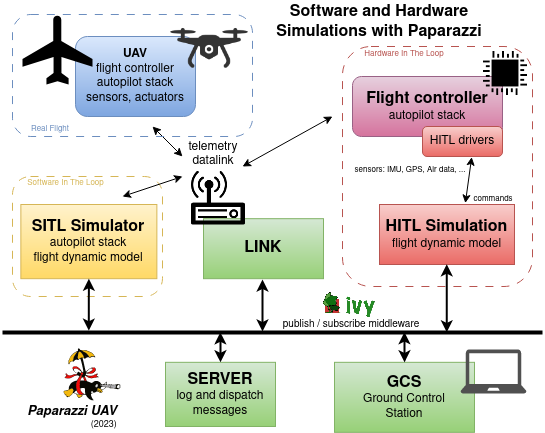 Software and Hardware
Simulations with Paparazzi
UAV
flight controller
autopilot stack
sensors, actuators
Real Flight
Hardware In The Loop
Flight controller
autopilot stack
HITL drivers
telemetry
datalink
sensors: IMU, GPS, Air data, ...
commands
Software In The Loop
SITL Simulator
autopilot stack
flight dynamic model
LINK
HITL Simulation
flight dynamic model
ivy
publish / subscribe middleware
SERVER
log and dispatch
messages
GCS
Ground Control
Station
Paparazzi UAV
(2023)